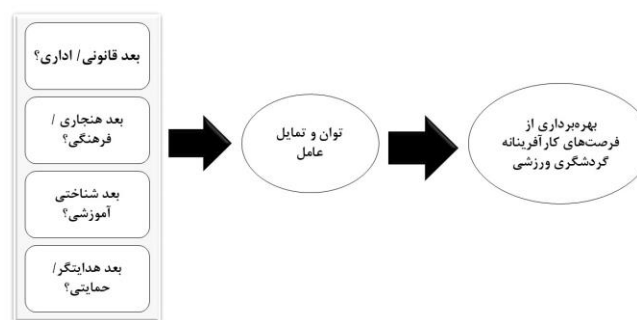 بعد قانونی/ اداری؟
بعد هنجاری /
فرهنگی؟
بعد شناختی
آموزشی؟
بعد هدایتگر/
حمایتی؟
توان و تمایل
عامل
بهره‌برداری از
فرصت‌های کارآفرینانه
گردشگری ورزشی